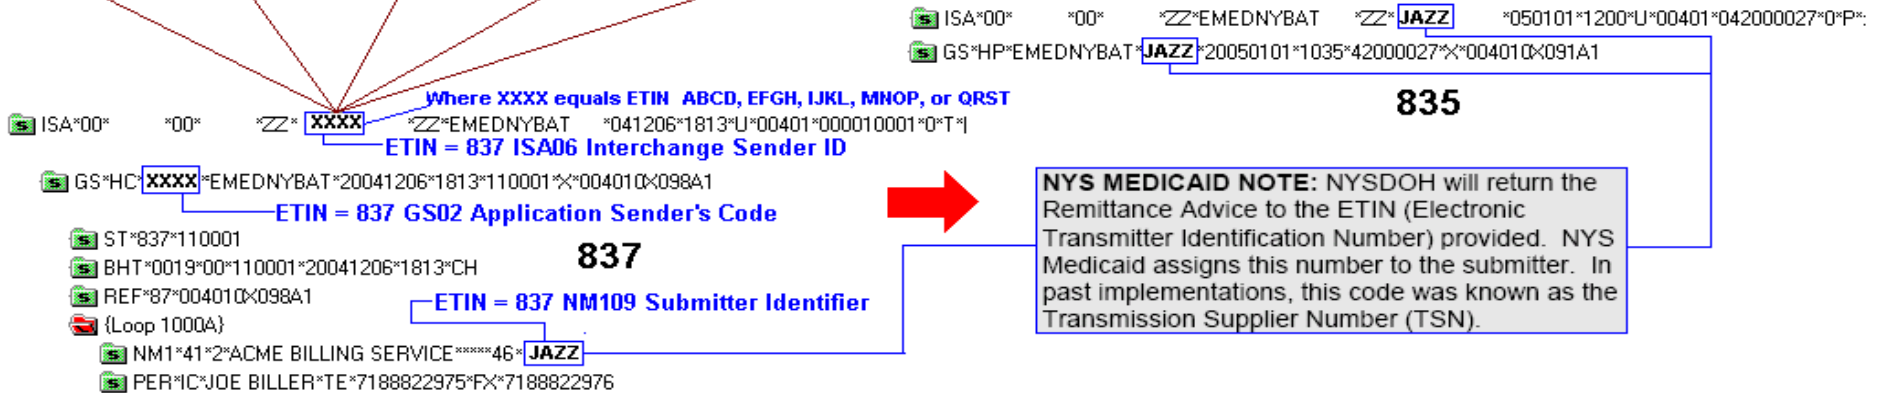 ISA*00* *00* *ZZ*EMEDNYBAT *ZZ*JAZZ *050101*1200*U*00401*042000027*0*P*:
GS*HP*EMEDNYBAT*JAZZ*20050101*1035*42000027*X*004010X091A1
835
Where XXXX equals ETIN ABCD, EFGH, IJKL, MNOP, or QRST
ISA*00* *00* *ZZ* XXXX *ZZ*EMEDNYBAT *041206*1813*U*00401*000010001*0*T*|
ETIN = 837 ISA06 Interchange Sender ID
GS*HC*XXXX*EMEDNYBAT*20041206*1813*110001*X*004010X098A1
ETIN = 837 GS02 Application Sender's Code
ST*837*110001
837
BHT*0019*00*110001*20041206*1813*CH
REF*87*004010X098A1
ETIN = 837 NM109 Submitter Identifier
{Loop 1000A}
NM1*41*2*ACME BILLING SERVICE*****46*JAZZ
PER*IC*JOE BILLER*TE*7188822975*FX*7188822976
NYS MEDICAID NOTE: NYSDOH will return the
Remittance Advice to the ETIN (Electronic
Transmitter Identification Number) provided. NYS
Medicaid assigns this number to the submitter. In
past implementations, this code was known as the
Transmission Supplier Number (TSN).